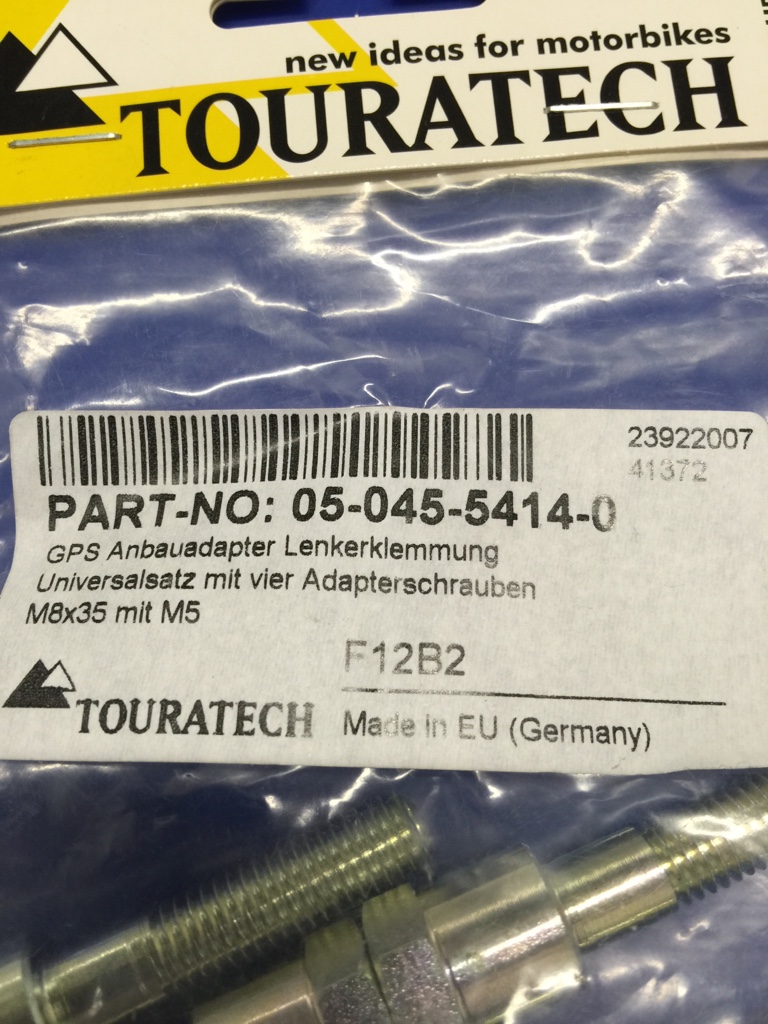 new ideas for motorbikes
TOURATECH
23922007
41372
PART-NO: 05-045-5414-0
GPS Anbauadapter Lenkerklemmung
Universalsatz mit vier Adapterschrauben
M8x35 mit M5
F12B2
TOURATECH
Made in EU (Germany)